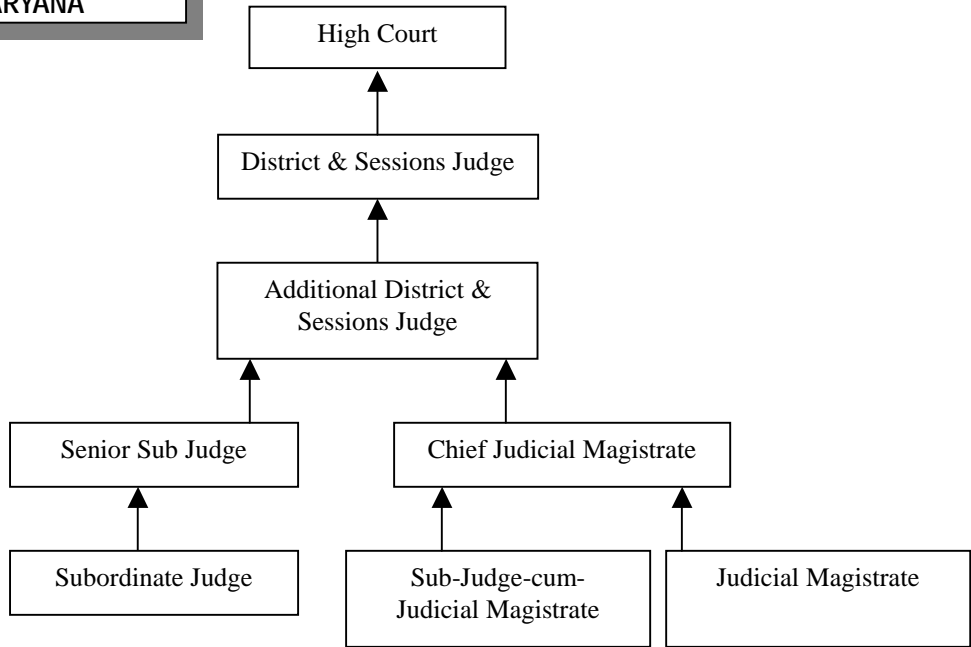 High Court
District & Sessions Judge
Additional District &
Sessions Judge
Senior Sub Judge
Chief Judicial Magistrate
Subordinate Judge
Sub-Judge-cum-
Judicial Magistrate
Judicial Magistrate